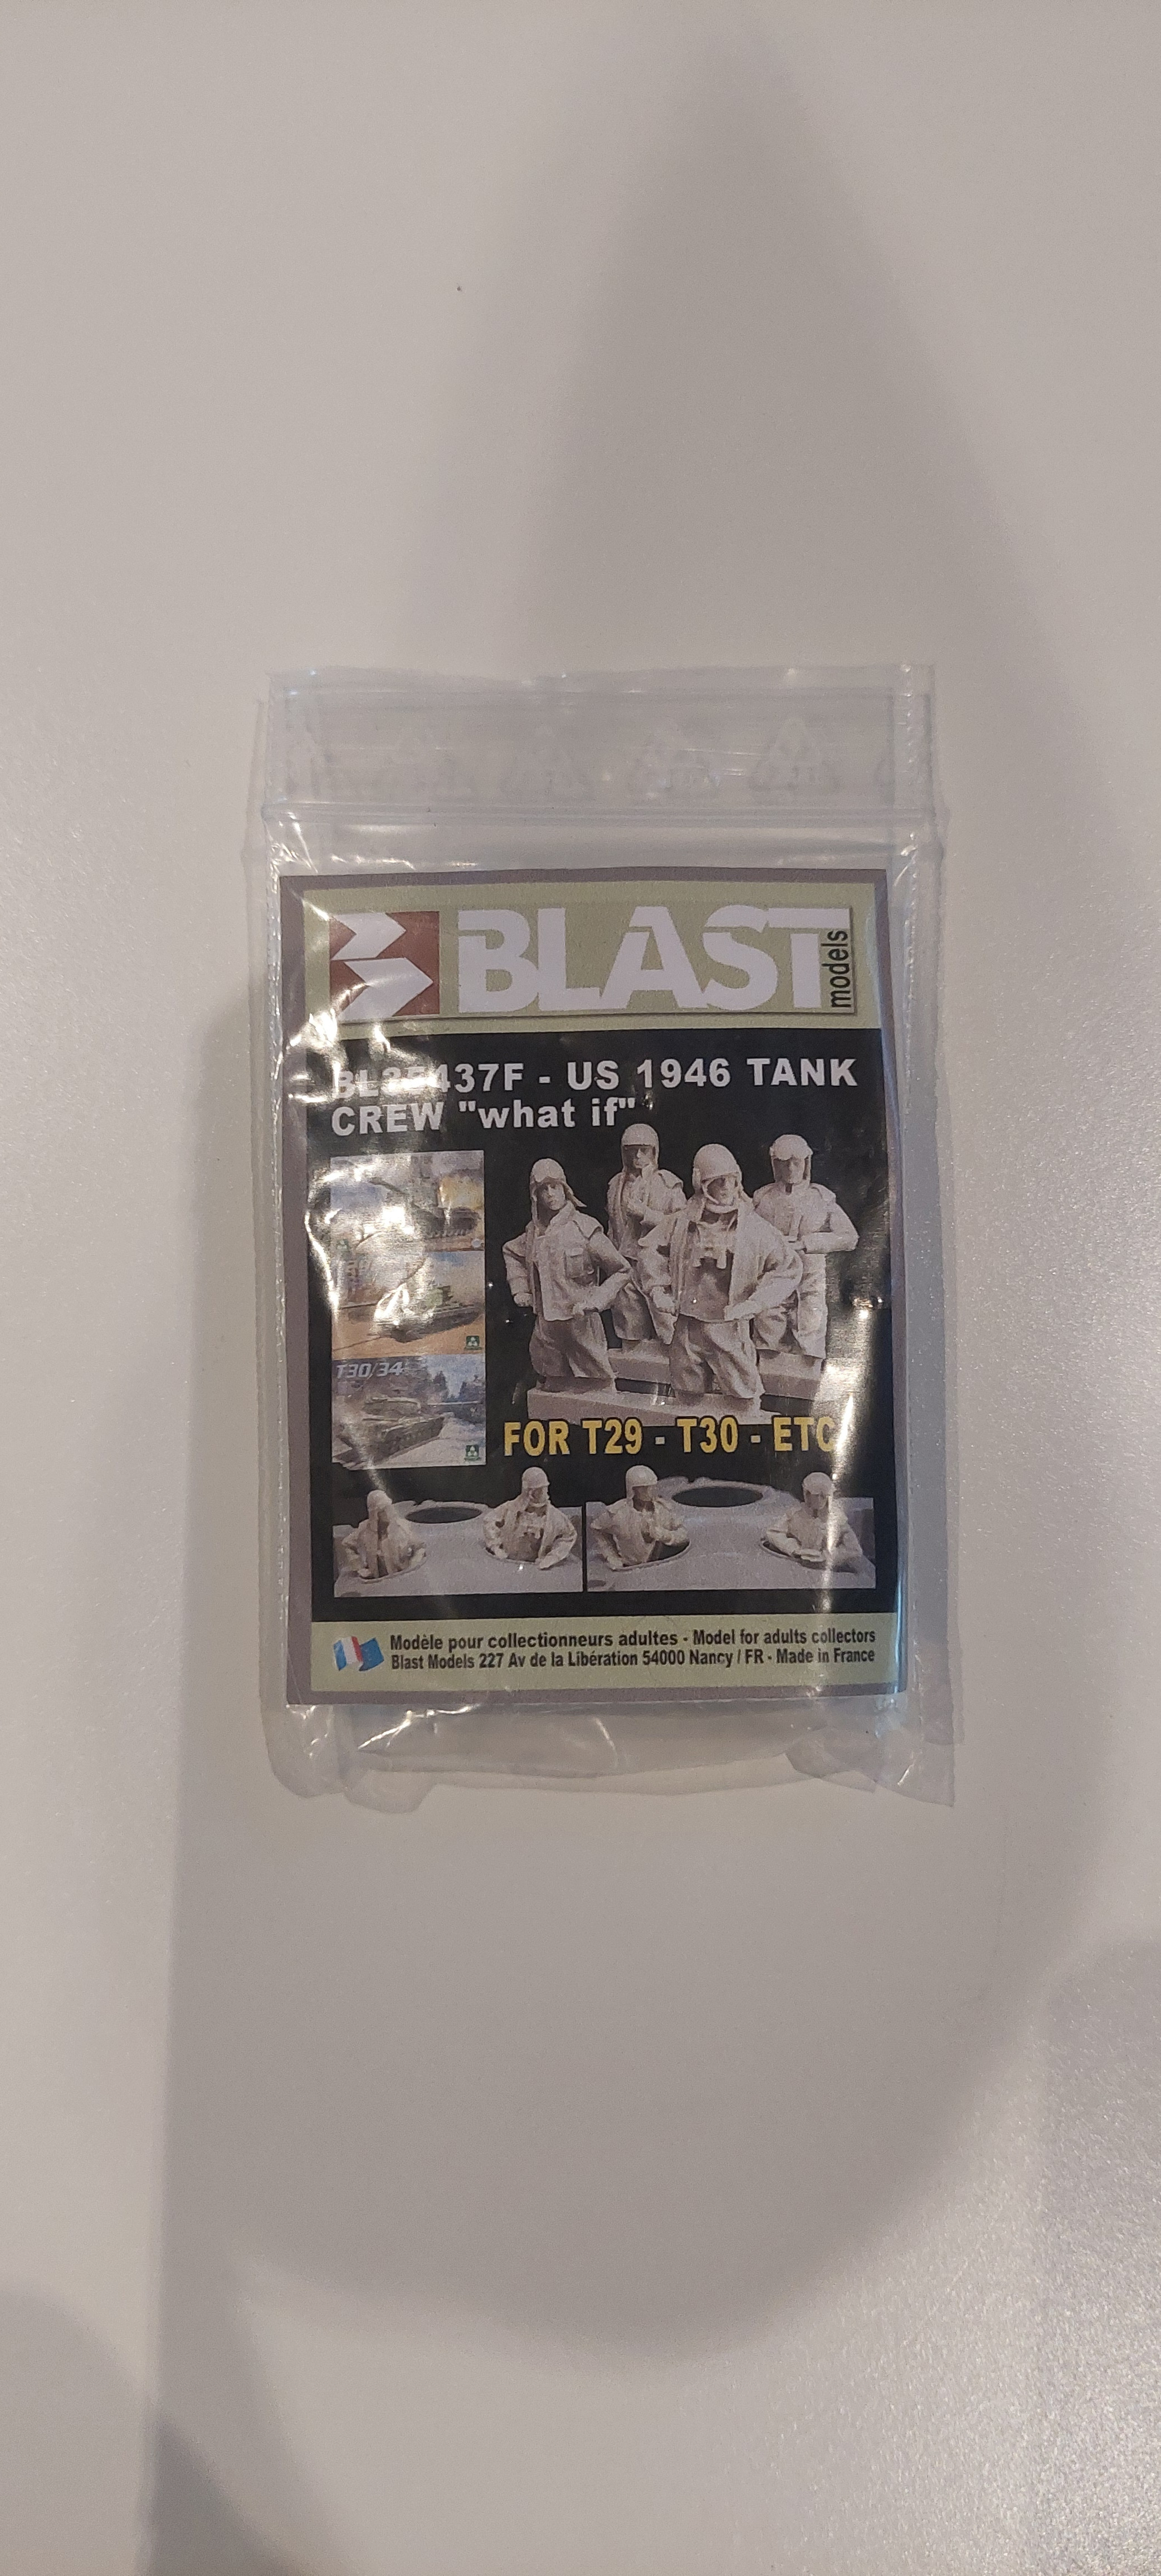 BLAST
models
BL35437F - US 1946 TANK
CREW "what if"
T30/34
FOR T29 - T30 - ETC
Modèle pour collectionneurs adultes - Model for adults collectors
Blast Models 227 Av de la Libération 54000 Nancy / FR - Made in France